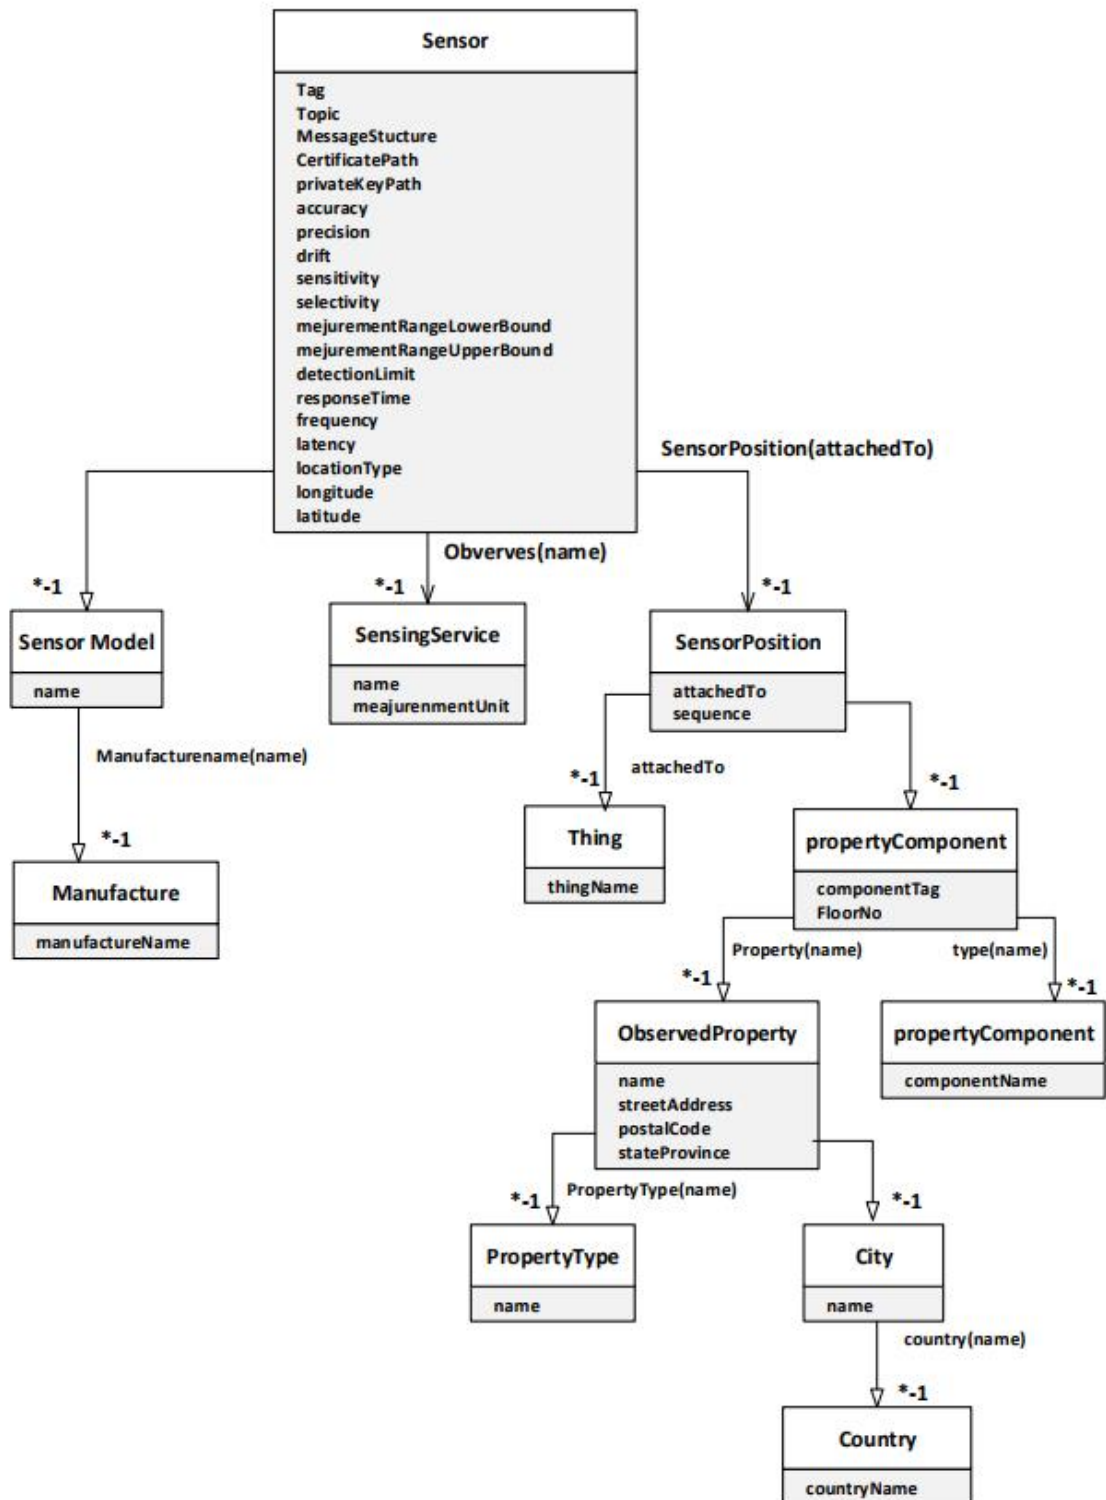 Sensor
Tag
Topic
MessageStucture
CertificatePath
privateKeyPath
accuracy
precision
drift
sensitivity
selectivity
mejurementRangeLowerBound
mejurementRangeUpperBound
detectionLimit
responseTime
frequency
latency
locationType
longitude
latitude
SensorPosition(attachedTo)
Obverves(name)
*-1
*-1
*-1
Sensor Model
name
SensingService
name
meajurenmentUnit
SensorPosition
attachedTo
sequence
Manufacturename(name)
attachedTo
*-1
*-1
*-1
Manufacture
manufactureName
Thing
thingName
propertyComponent
componentTag
FloorNo
Property(name)
type(name)
*-1
*-1
ObservedProperty
name
streetAddress
postalCode
stateProvince
propertyComponent
componentName
PropertyType(name)
*-1
*-1
PropertyType
name
City
name
country(name)
*-1
Country
countryName